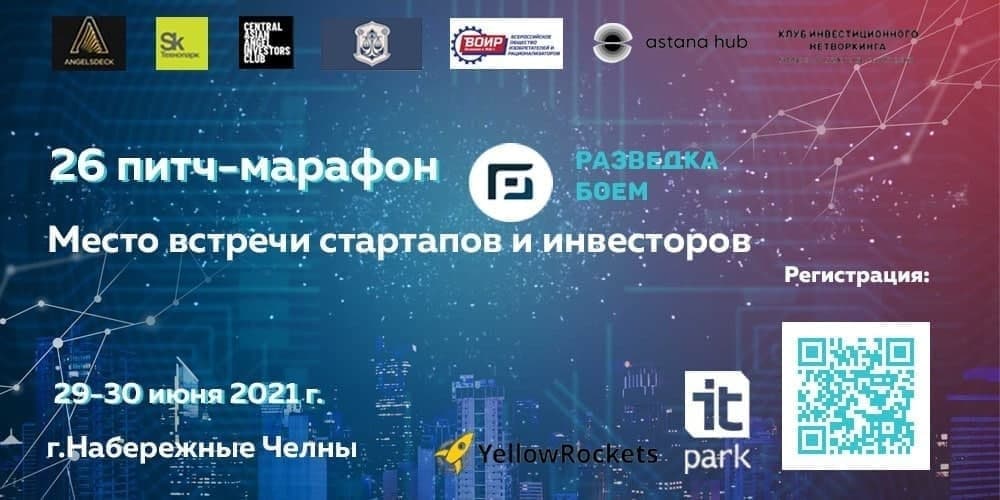 ANGELSDECK
Sk
Технопарк
CENTRAL
ASIAN
ANGEL
INVESTORS
CLUB
ВОИР
ВСЕРОССИЙСКОЕ
ОБЩЕСТВО
ИЗОБРЕТАТЕЛЕЙ И
РАЦИОНАЛИЗАТОРОВ
astana hub
КЛУБ ИНВЕСТИЦИОННОГО
НЕТВОРКИНГА
26 питч-марафон
РАЗВЕДКА
БОЕМ
Место встречи стартапов и инвесторов
Регистрация:
29-30 июня 2021 г.
г.Набережные Челны
YellowRockets
it
park